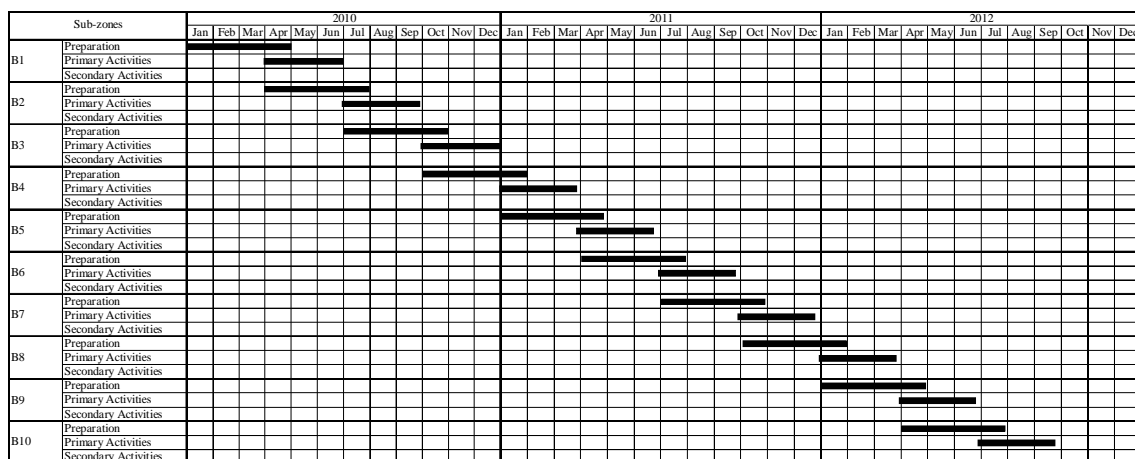 Sub-zones 2010 2011 2012
Jan Feb Mar Apr May Jun Jul Aug Sep Oct Nov Dec Jan Feb Mar Apr May Jun Jul Aug Sep Oct Nov Dec Jan Feb Mar Apr May Jun Jul Aug Sep Oct Nov Dec
Preparation
B1 Primary Activities
Secondary Activities
Preparation
B2 Primary Activities
Secondary Activities
Preparation
B3 Primary Activities
Secondary Activities
Preparation
B4 Primary Activities
Secondary Activities
Preparation
B5 Primary Activities
Secondary Activities
Preparation
B6 Primary Activities
Secondary Activities
Preparation
B7 Primary Activities
Secondary Activities
Preparation
B8 Primary Activities
Secondary Activities
Preparation
B9 Primary Activities
Secondary Activities
Preparation
B10 Primary Activities
Secondary Activities